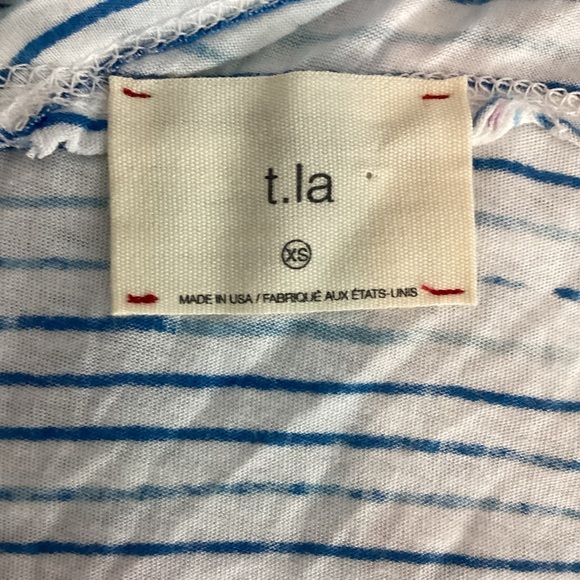 t.la
XS
MADE IN USA / FABRIQUÉ AUX ÉTATS-UNIS